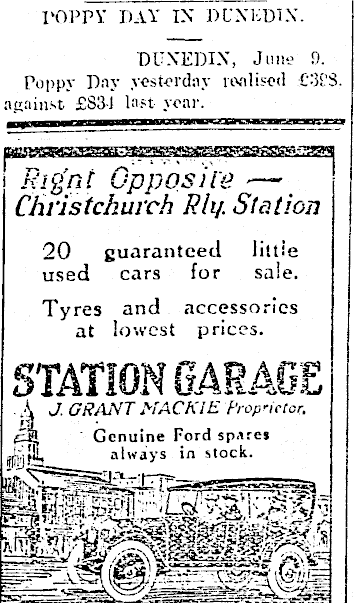 POPPY DAY IN DUNEDIN.
DUNEDIN, June 9.
Poppy Day yesterday realised
against £834 last year.
Right Opposite —
Christchurch Rly. Station
20 guaranteed little
used cars for sale.
Tyres and accessories
at lowest prices.
STATION GARAGE
J. GRANT MACKIE Proprietor.
Genuine Ford spares
always in stock.